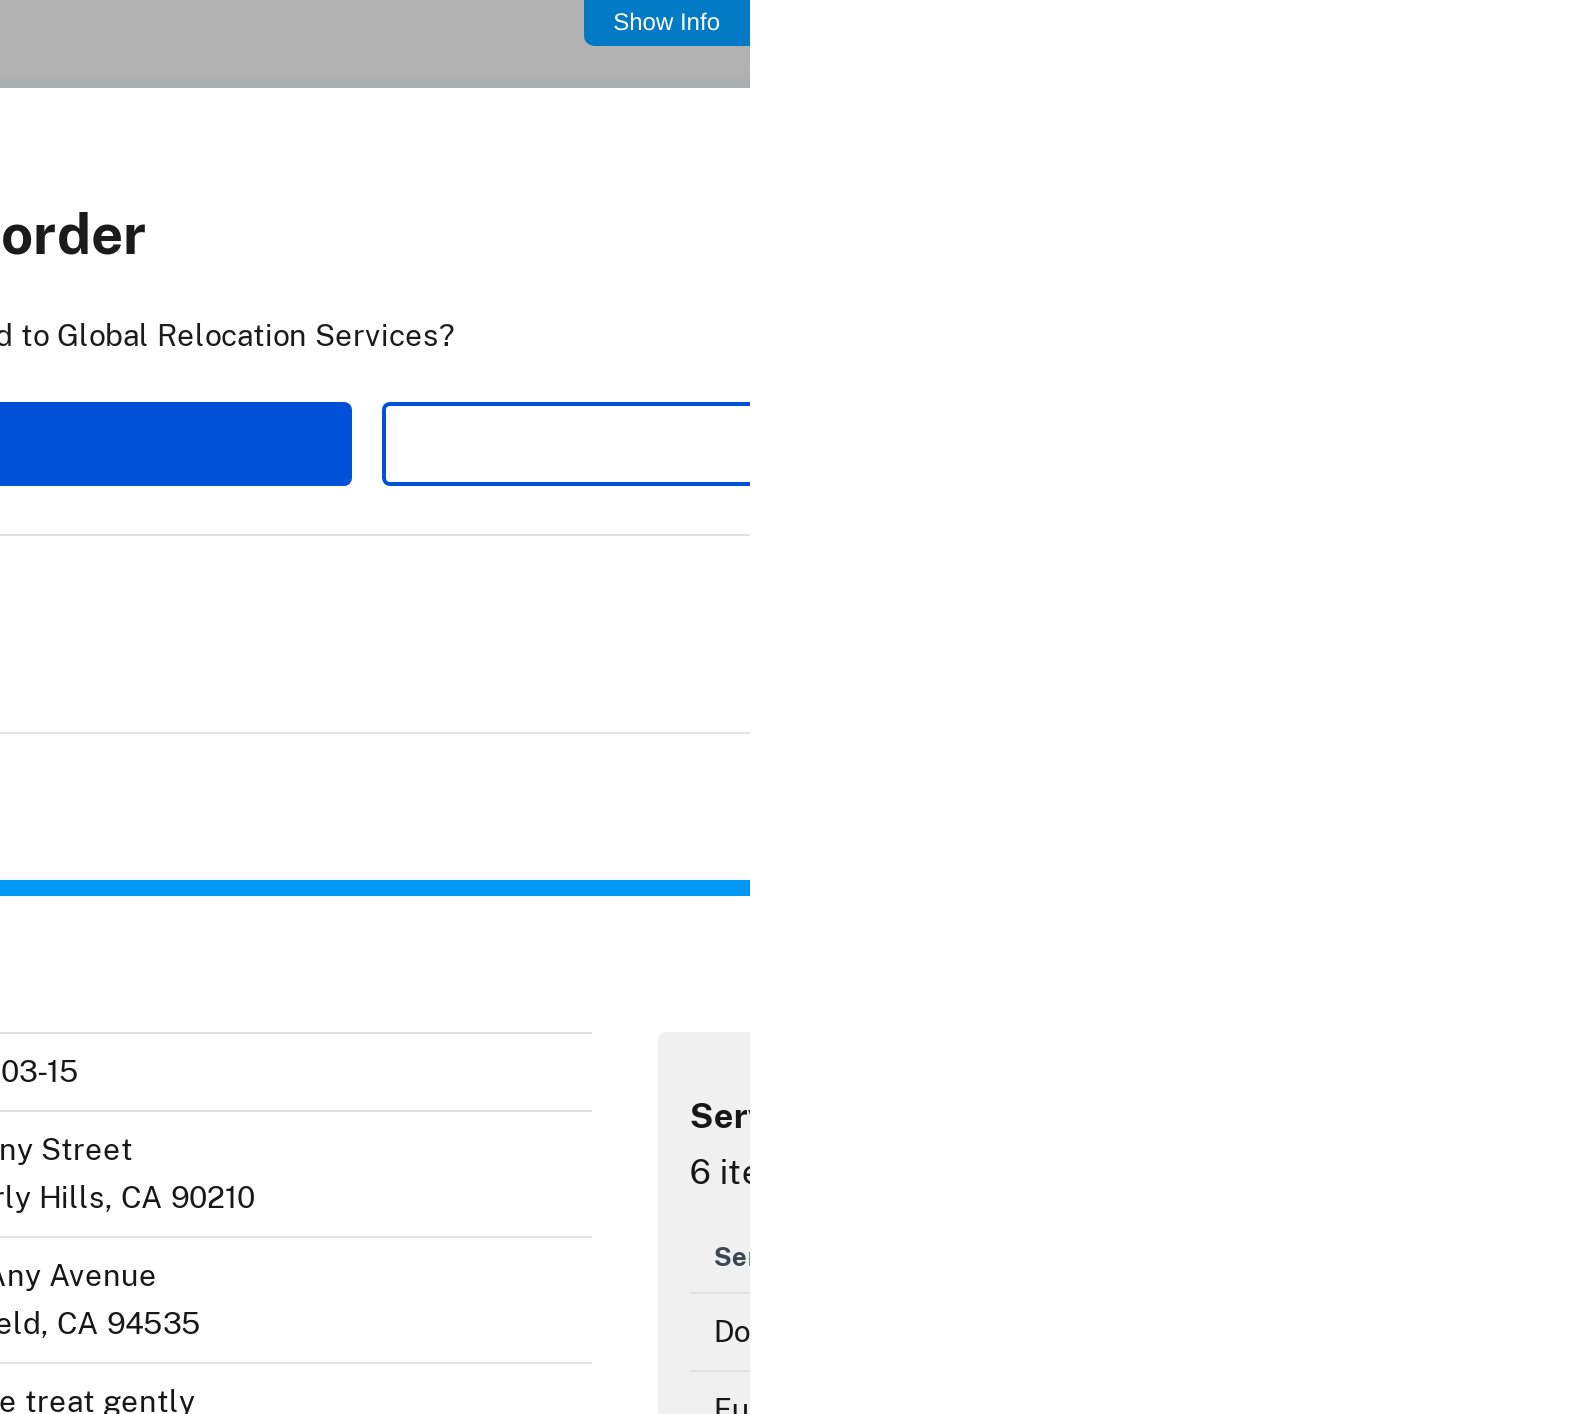 Show Info
order
d to Global Relocation Services?
03-15
ny Street
rly Hills, CA 90210
Any Avenue
eld, CA 94535
e treat gently
Serv
6 ite
Ser
Do
Fu